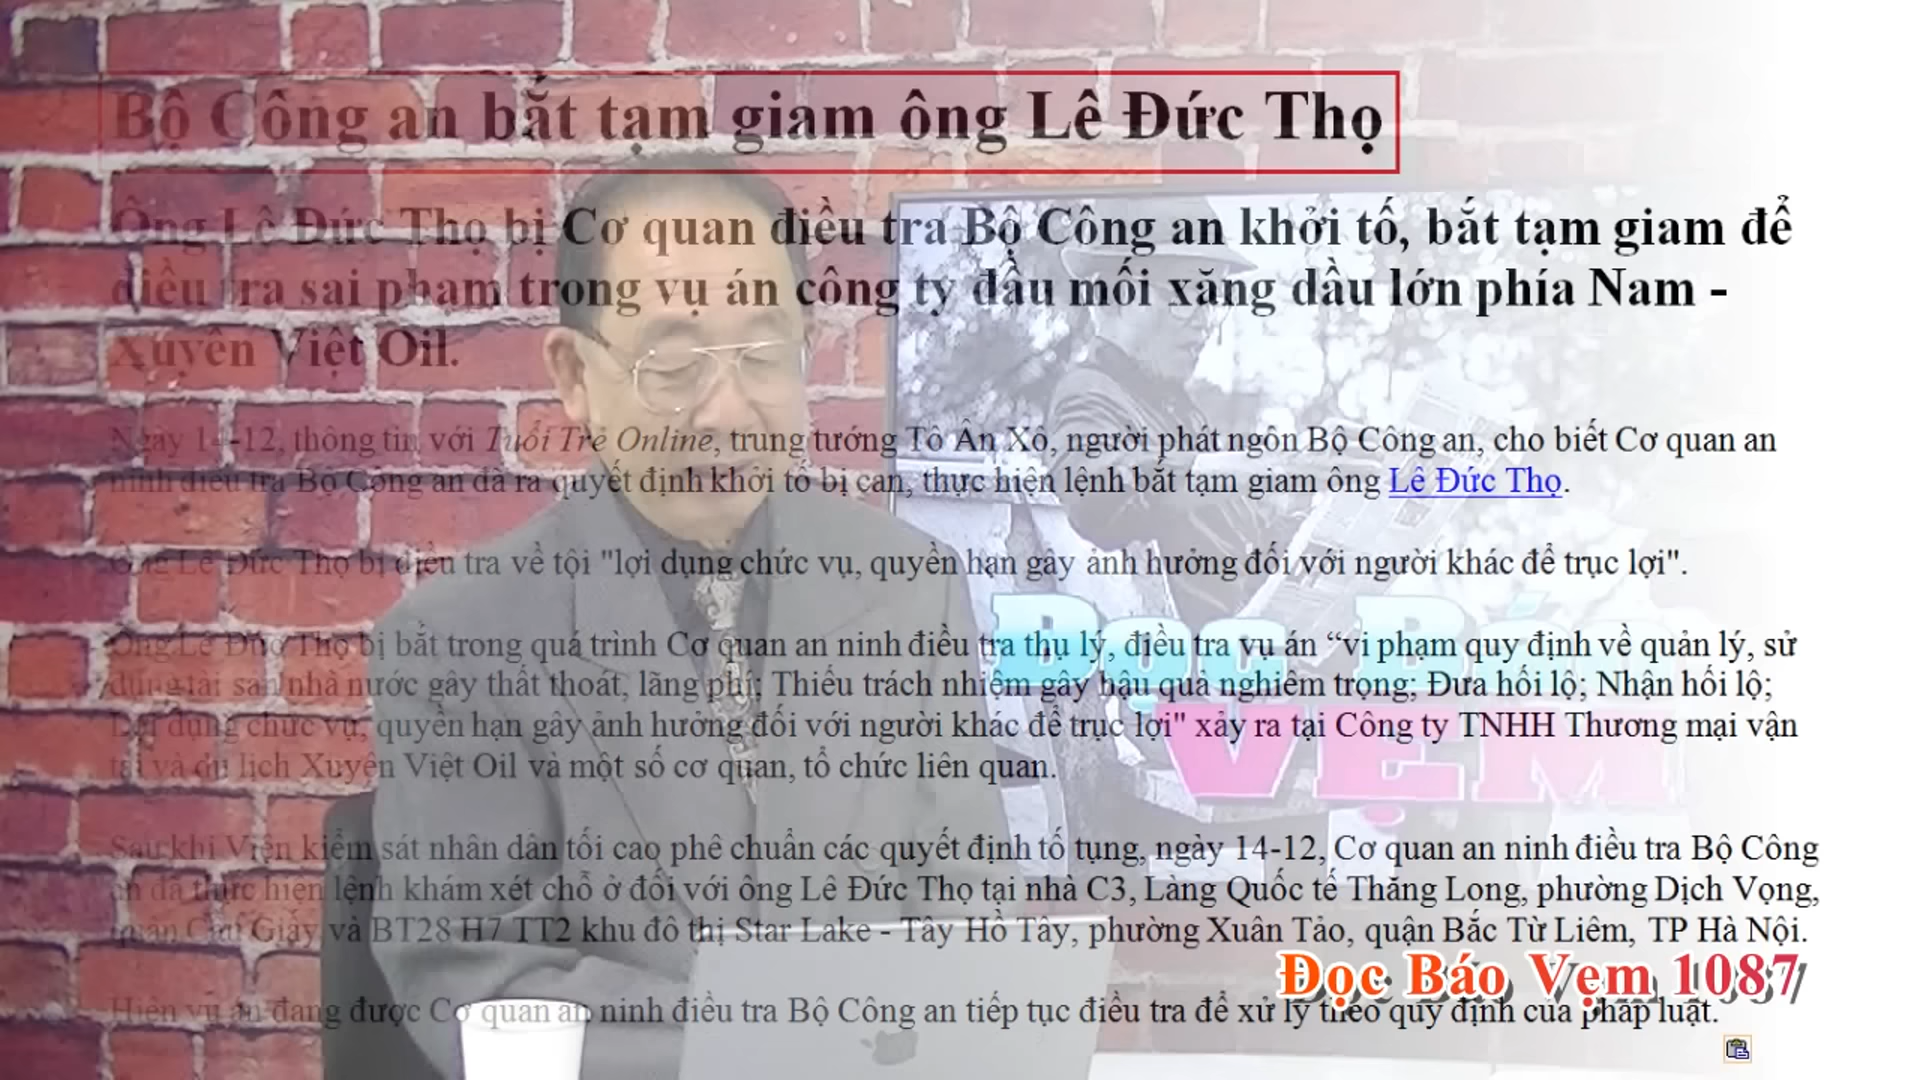 Bộ Công an bắt tạm giam ông Lê Đức Thọ
Ông Lê Đức Thọ bị Cơ quan điều tra Bộ Công an khởi tố, bắt tạm giam để
điều tra sai phạm trong vụ án công ty đầu mối xăng dầu lớn phía Nam -
Xuyên Việt Oil.
Ngày 14-12, thông tin với Tuổi Trẻ Online, trung tướng Tô Ân Xô, người phát ngôn Bộ Công an, cho biết Cơ quan an
ninh điều tra Bộ Công an đã ra quyết định khởi tố bị can, thực hiện lệnh bắt tạm giam ông Lê Đức Thọ.
Ông Lê Đức Thọ bị điều tra về tội "lợi dụng chức vụ, quyền hạn gây ảnh hưởng đối với người khác để trục lợi".
Ông Lê Đức Thọ bị bắt trong quá trình Cơ quan an ninh điều tra thụ lý, điều tra vụ án “vi phạm quy định về quản lý, sử
dụng tài sản nhà nước gây thất thoát, lãng phí; Thiếu trách nhiệm gây hậu quả nghiêm trọng; Đưa hối lộ; Nhận hối lộ;
Lợi dụng chức vụ, quyền hạn gây ảnh hưởng đối với người khác để trục lợi" xảy ra tại Công ty TNHH Thương mại vận
tải và du lịch Xuyên Việt Oil và một số cơ quan, tổ chức liên quan.
Đọc Báo
VẸM
Sau khi Viện kiểm sát nhân dân tối cao phê chuẩn các quyết định tố tụng, ngày 14-12, Cơ quan an ninh điều tra Bộ Công
an đã thực hiện lệnh khám xét chỗ ở đối với ông Lê Đức Thọ tại nhà C3, Làng Quốc tế Thăng Long, phường Dịch Vọng,
quận Cầu Giấy và BT28 H7 TT2 khu đô thị Star Lake - Tây Hồ Tây, phường Xuân Tảo, quận Bắc Từ Liêm, TP Hà Nội.
Đọc Báo Vẹm 1087
Hiện vụ án đang được Cơ quan an ninh điều tra Bộ Công an tiếp tục điều tra để xử lý theo quy định của pháp luật.